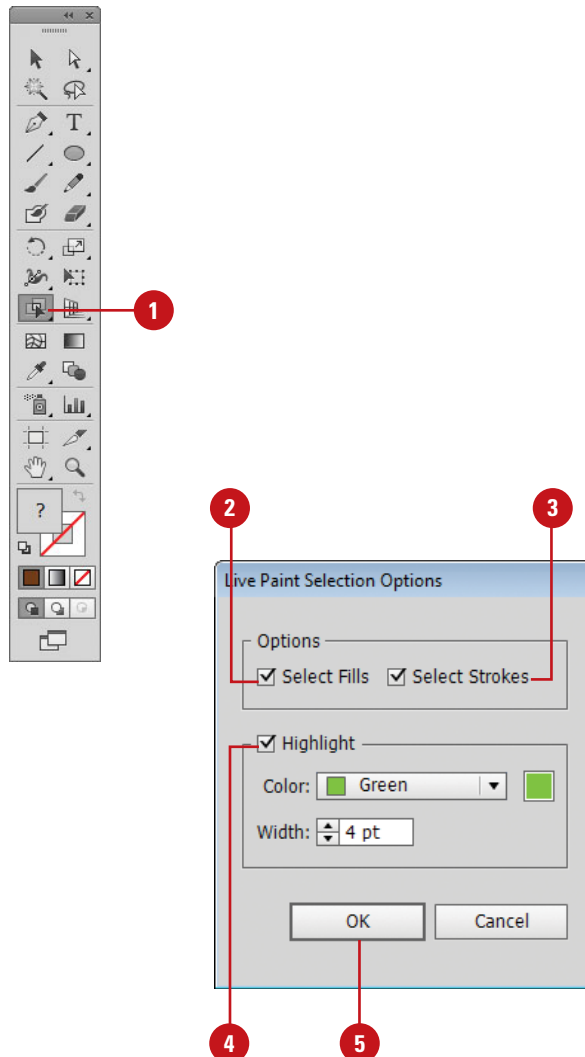 T
1
?
2
3
Live Paint Selection Options
Options
Select Fills Select Strokes
Highlight
Color: Green
Width: 4 pt
OK Cancel
4
5